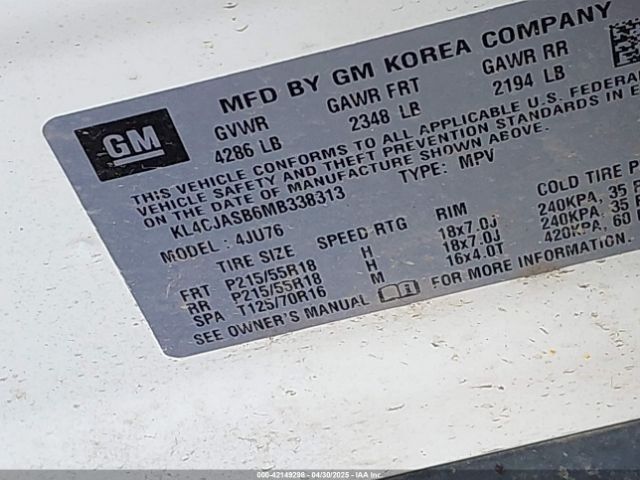 MFD BY GM KOREA COMPANY
GM
GVWR GAWR FRT GAWR RR
4286 LB 2348 LB 2194 LB
THIS VEHICLE CONFORMS TO ALL APPLICABLE U.S. FEDERAL
VEHICLE SAFETY AND THEFT PREVENTION STANDARDS IN E
ON THE DATE OF MANUFACTURE SHOWN ABOVE.
KL4CJASB6MB338313 TYPE: MPV
MODEL: 4JU76
TIRE SIZE SPEED RTG RIM COLD TIRE P
FRT P215/55R18 H 18x7.0J 240KPA, 35 P
RR P215/55R18 H 18x7.0J 240KPA, 35 P
SPA T125/70R16 M 16x4.0T 420KPA, 60
SEE OWNER'S MANUAL FOR MORE INFORMATION.
000-42149298 - 04/30/2025 - IAA Vehicle